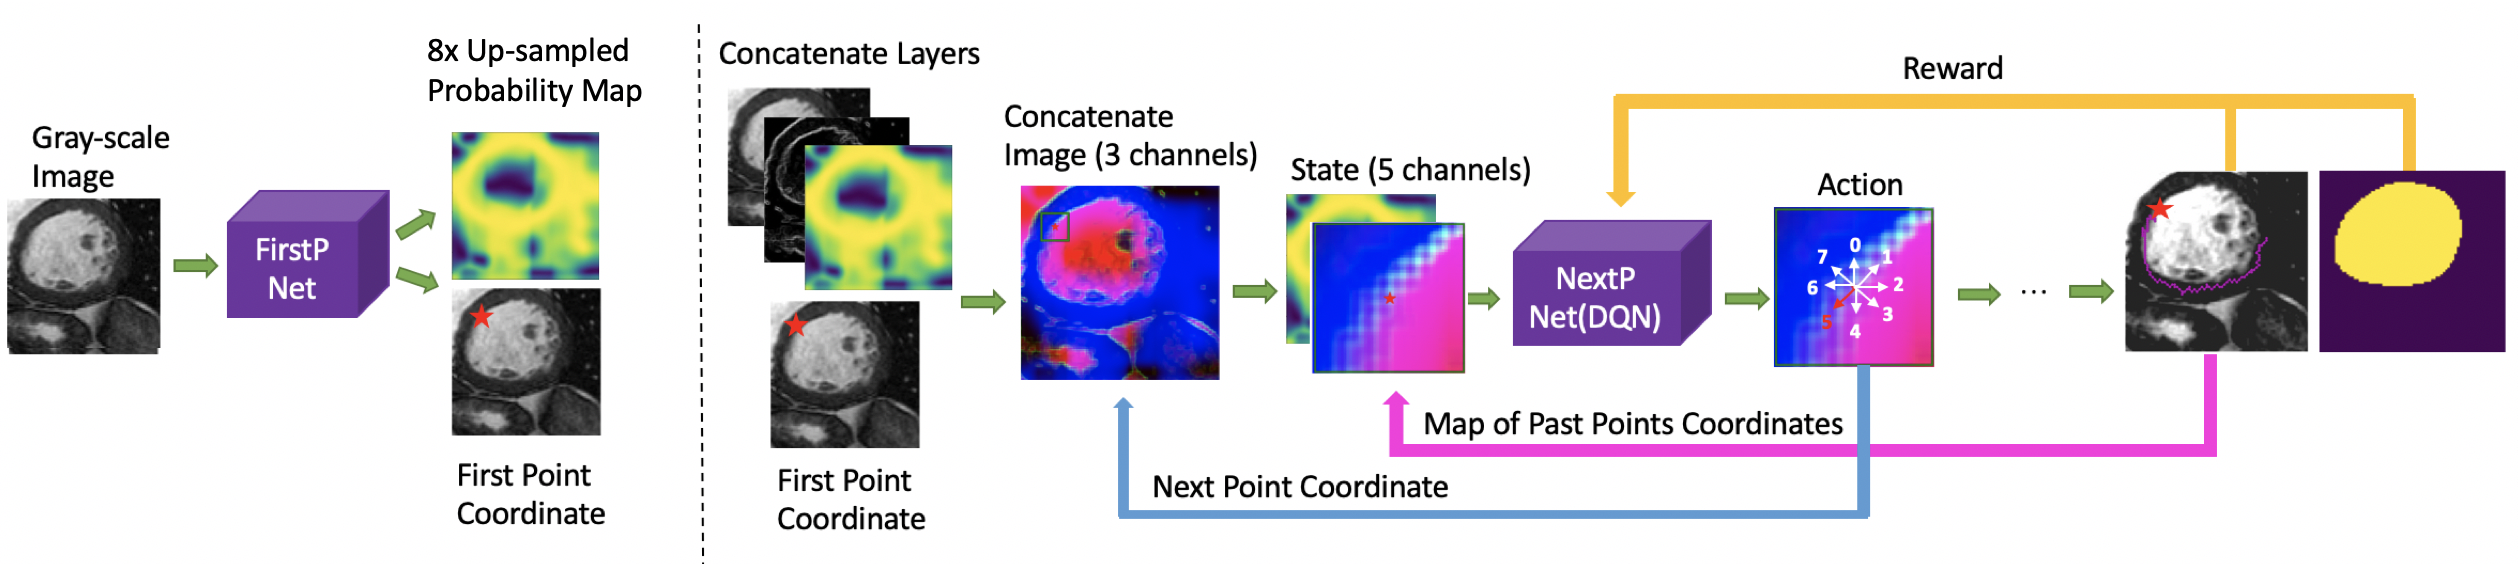 Gray-scale
Image
FirstP
Net
8x Up-sampled
Probability Map
First Point
Coordinate
Concatenate Layers
First Point
Coordinate
Concatenate
Image (3 channels)
State (5 channels)
NextP
Net(DQN)
Action
0
1
2
3
4
5
6
7
...
Reward
Map of Past Points Coordinates
Next Point Coordinate